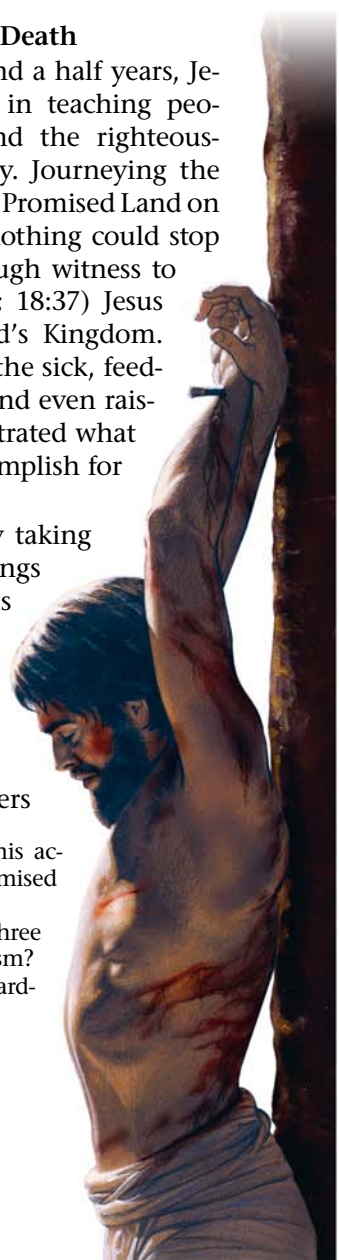 Death
nd a half years, Je-
in teaching peo-
nd the righteous-
y. Journeying the
Promised Land on
nothing could stop
ugh witness to
; 18:37) Jesus
d's Kingdom.
the sick, feed-
nd even rais-
trated what
mplish for
y taking
ngs
s
ers
his ac-
mised
hree
sm?
ard-